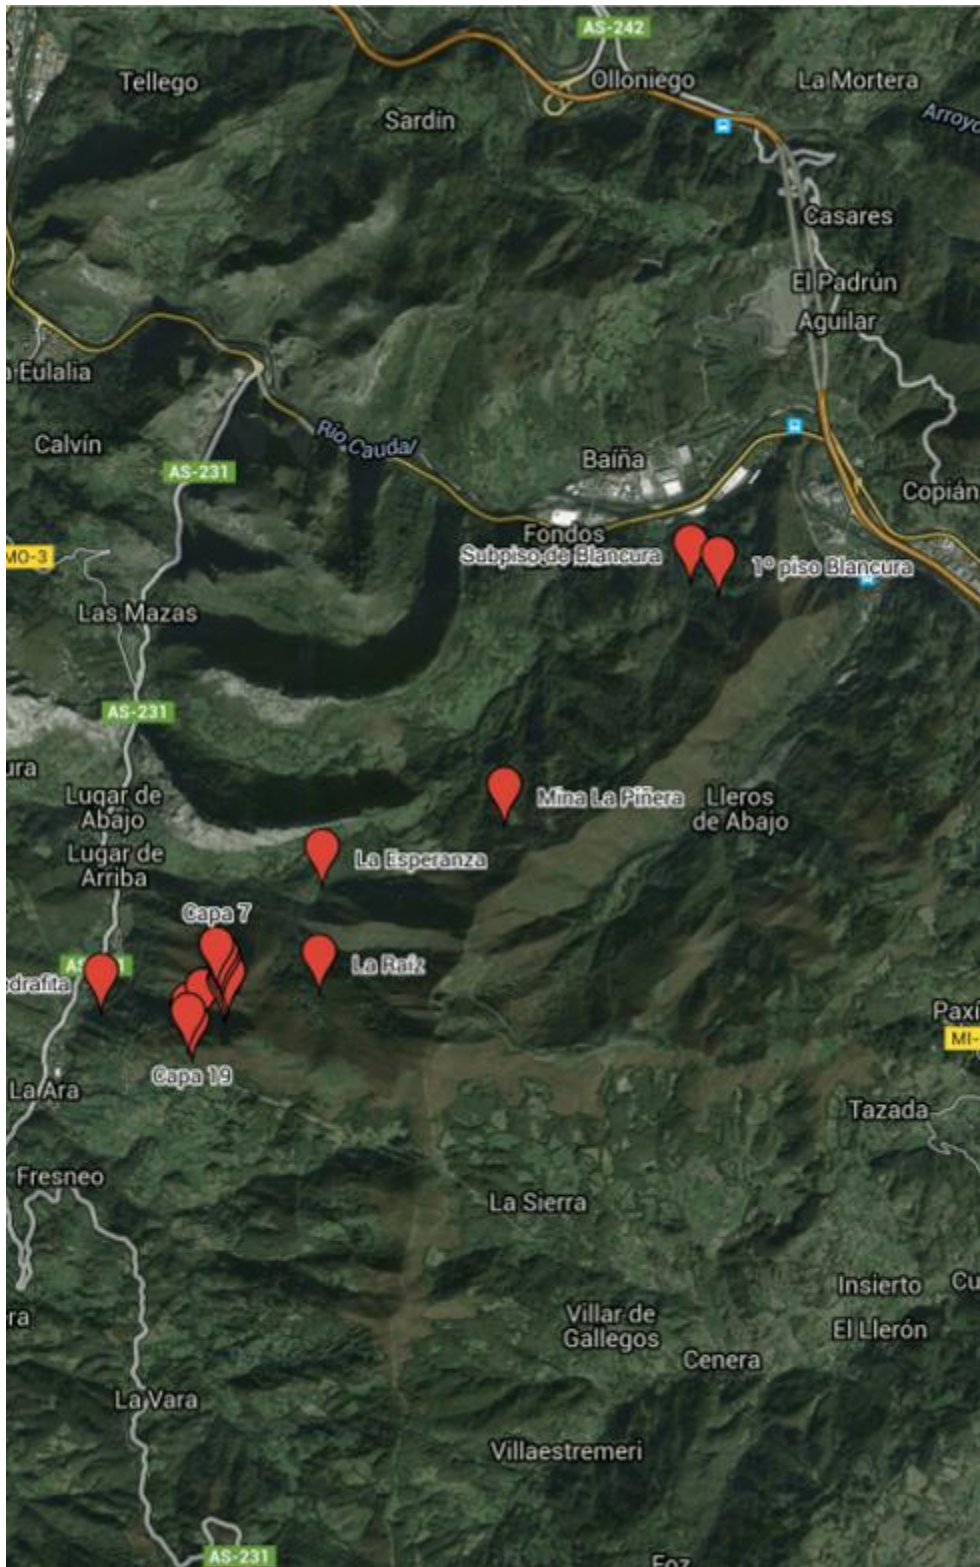 AS-242
Tellego
Olloniego
La Mortera
Sardin
Arroyo
Casares
El Padrún
Aguilar
Eulalia
Río Caudal
Calvín
Baíña
AS-231
Copián
Fondos
MO-3
Subpiso de Blancura
1º piso Blancura
Las Mazas
AS-231
ura
Mina La Piñera
Lugar de
Abajo
Lleros
de Abajo
Lugar de
Arriba
La Esperanza
Capa 7
La Raíz
edrafita
Paxi
MI-
Capa 19
La Ara
Tazada
Fresneo
La Sierra
Insierto
Cu
ra
Villar de
Gallegos
El Llerón
Cenera
La Vara
Villaestremeri
AS-231
Foz